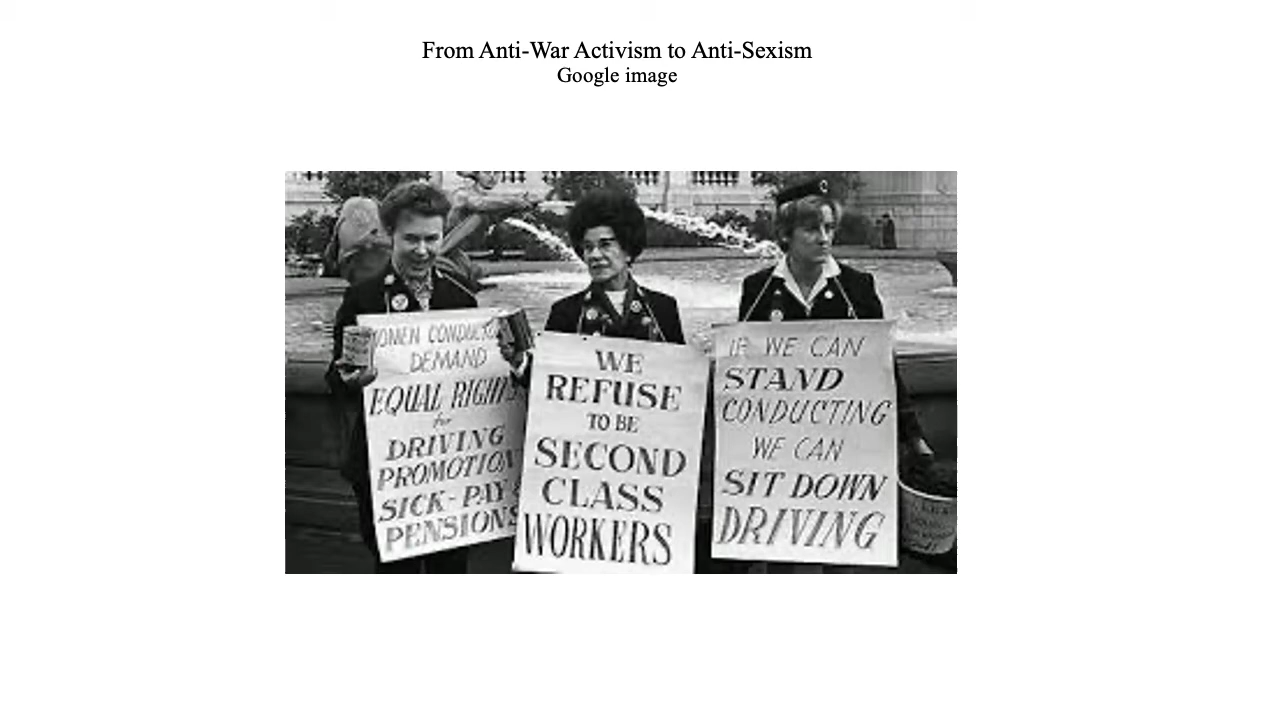 From Anti-War Activism to Anti-Sexism
Google image
DEMAND
EQUAL RIGHTS
for
DRIVING
PROMOTION
SICK-PAY &
PENSIONS
WE
REFUSE
TO BE
SECOND
CLASS
WORKERS
IF WE CAN
STAND
CONDUCTING
WE CAN
SIT DOWN
DRIVING